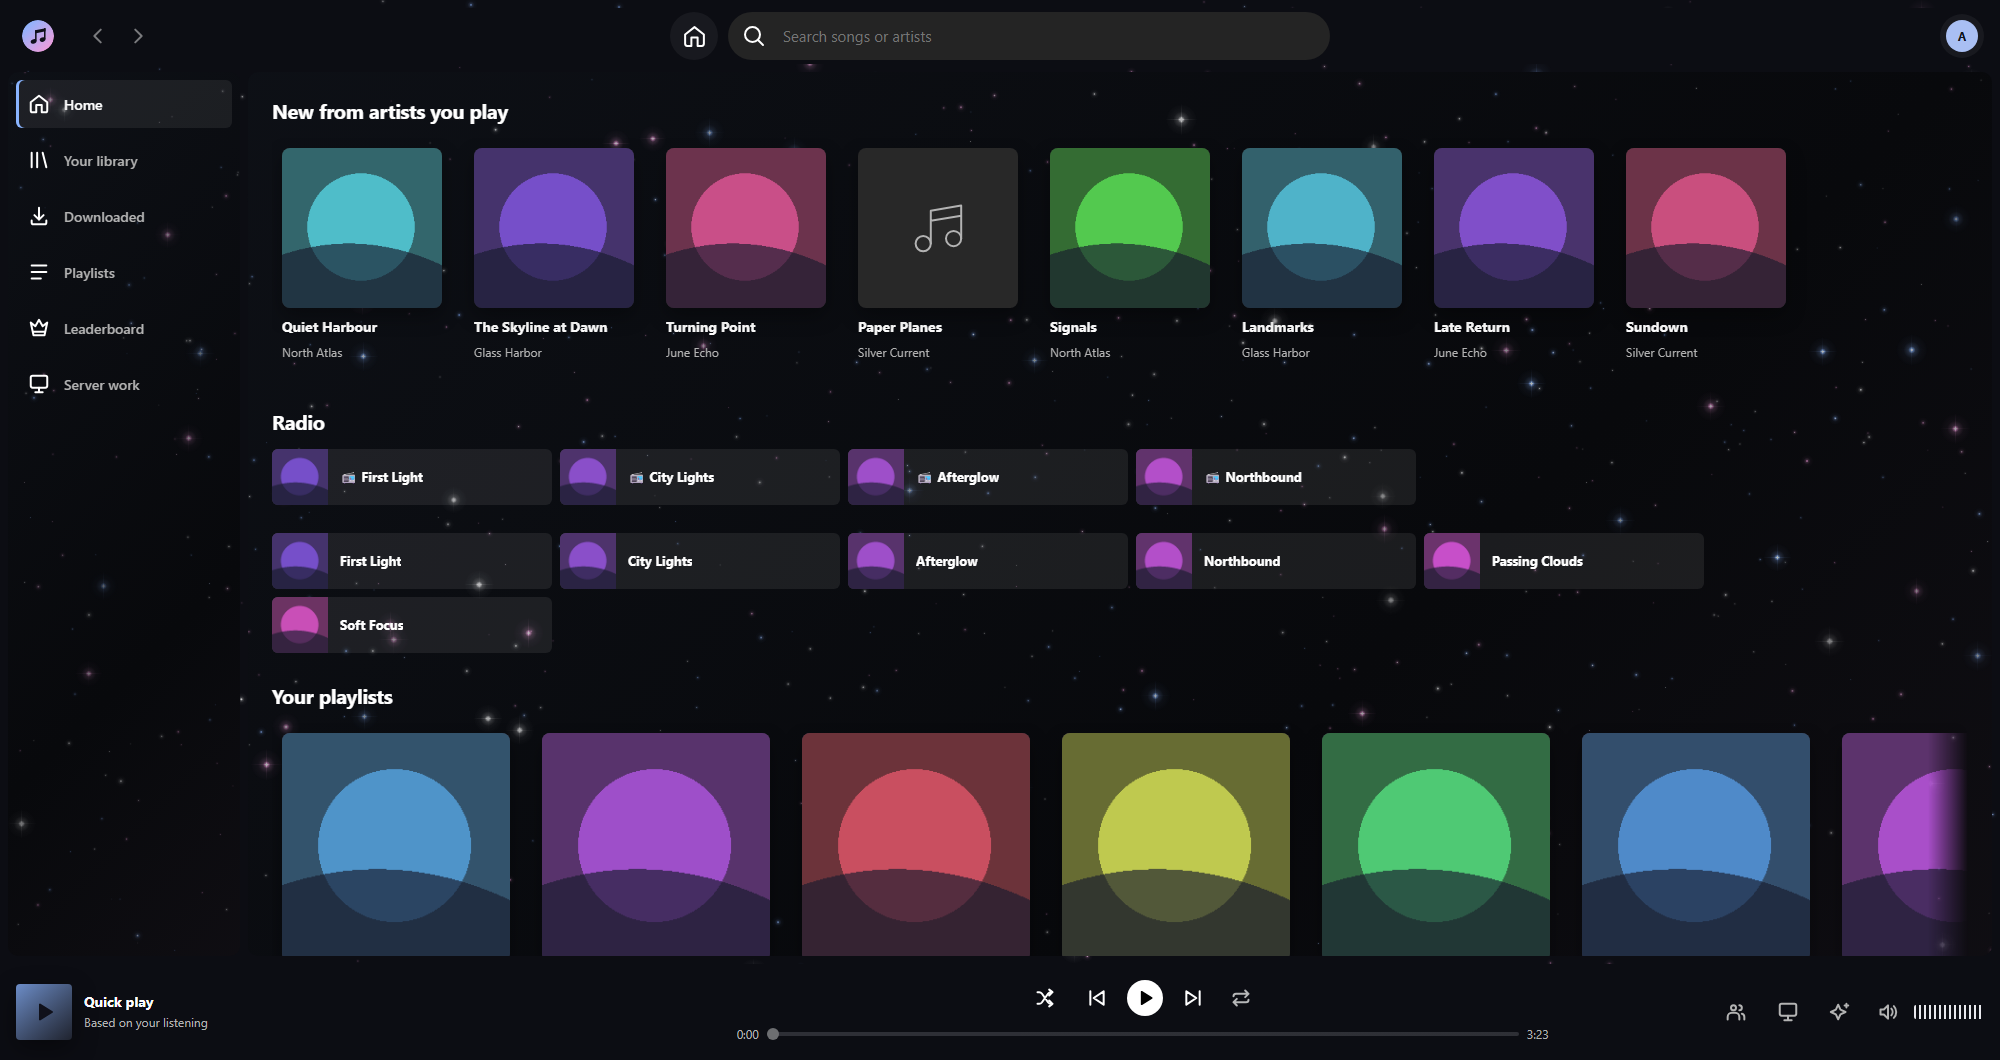 Search songs or artists
A
Home
Your library
Downloaded
Playlists
Leaderboard
Server work
New from artists you play
Quiet Harbour
North Atlas
The Skyline at Dawn
Glass Harbor
Turning Point
June Echo
Paper Planes
Silver Current
Signals
North Atlas
Landmarks
Glass Harbor
Late Return
June Echo
Sundown
Silver Current
Radio
📻 First Light
📻 City Lights
📻 Afterglow
📻 Northbound
First Light
City Lights
Afterglow
Northbound
Passing Clouds
Soft Focus
Your playlists
Quick play
Based on your listening
0:00
3:23